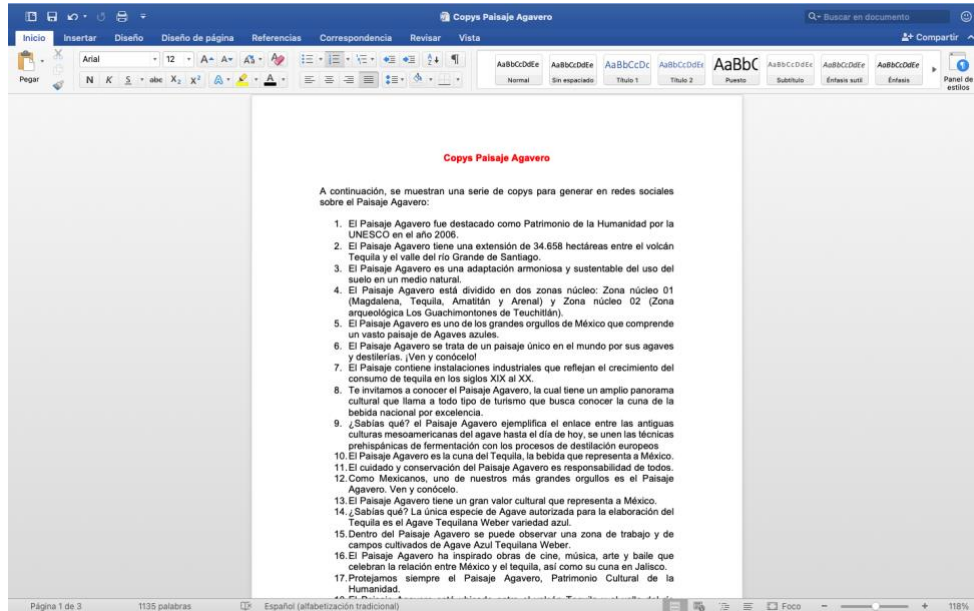 Copys Paisaje Agavero
Buscar en documento
Inicio Insertar Diseño Diseño de página Referencias Correspondencia Revisar Vista
Compartir
Pegar
Arial 12
N K S abc X₂ X² A A
AaBbCcDdEe AaBbCcDdEe AaBbCcDc AaBbCcDdEe AaBbC AaBbCcDdEe AaBbCcDdEe AaBbCcDdEe
Normal Sin espaciado Título 1 Título 2 Puesto Subtítulo Énfasis sutil Énfasis
Panel de
estilos
Copys Paisaje Agavero
A continuación, se muestran una serie de copys para generar en redes sociales
sobre el Paisaje Agavero:
1. El Paisaje Agavero fue destacado como Patrimonio de la Humanidad por la
UNESCO en el año 2006.
2. El Paisaje Agavero tiene una extensión de 34.658 hectáreas entre el volcán
Tequila y el valle del río Grande de Santiago.
3. El Paisaje Agavero es una adaptación armoniosa y sustentable del uso del
suelo en un medio natural.
4. El Paisaje Agavero está dividido en dos zonas núcleo: Zona núcleo 01
(Magdalena, Tequila, Amatitán y Arenal) y Zona núcleo 02 (Zona
arqueológica Los Guachimontones de Teuchitlán).
5. El Paisaje Agavero es uno de los grandes orgullos de México que comprende
un vasto paisaje de Agaves azules.
6. El Paisaje Agavero se trata de un paisaje único en el mundo por sus agaves
y destilerías. ¡Ven y conócelo!
7. El Paisaje contiene instalaciones industriales que reflejan el crecimiento del
consumo de tequila en los siglos XIX al XX.
8. Te invitamos a conocer el Paisaje Agavero, la cual tiene un amplio panorama
cultural que llama a todo tipo de turismo que busca conocer la cuna de la
bebida nacional por excelencia.
9. ¿Sabías qué? el Paisaje Agavero ejemplifica el enlace entre las antiguas
culturas mesoamericanas del agave hasta el día de hoy, se unen las técnicas
prehispánicas de fermentación con los procesos de destilación europeos
10. El Paisaje Agavero es la cuna del Tequila, la bebida que representa a México.
11. El cuidado y conservación del Paisaje Agavero es responsabilidad de todos.
12. Como Mexicanos, uno de nuestros más grandes orgullos es el Paisaje
Agavero. Ven y conócelo.
13. El Paisaje Agavero tiene un gran valor cultural que representa a México.
14. ¿Sabías qué? La única especie de Agave autorizada para la elaboración del
Tequila es el Agave Tequilana Weber variedad azul.
15. Dentro del Paisaje Agavero se puede observar una zona de trabajo y de
campos cultivados de Agave Azul Tequilana Weber.
16. El Paisaje Agavero ha inspirado obras de cine, música, arte y baile que
celebran la relación entre México y el tequila, así como su cuna en Jalisco.
17. Protejamos siempre el Paisaje Agavero, Patrimonio Cultural de la
Humanidad.
Página 1 de 3 1135 palabras Español (alfabetización tradicional) Foco 118%